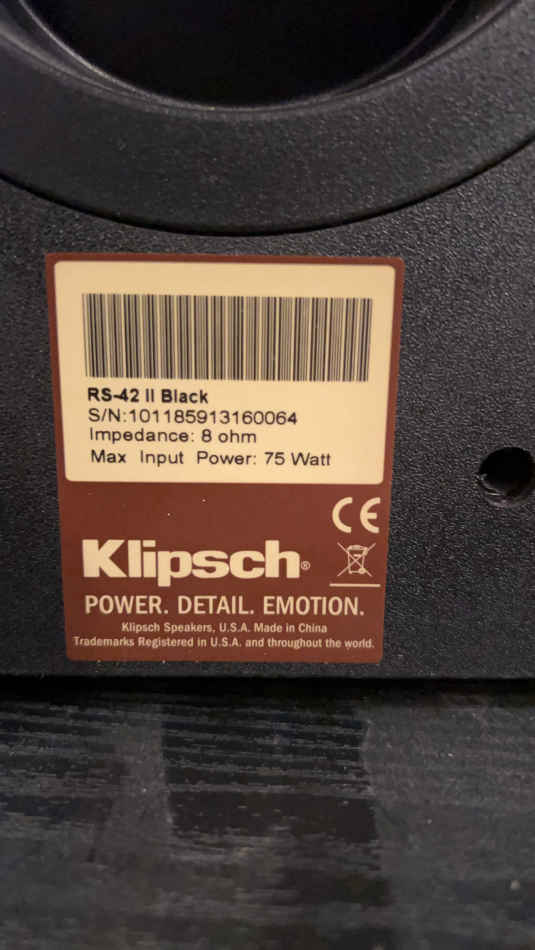 RS-42 II Black
S/N:101185913160064
Impedance: 8 ohm
Max Input Power: 75 Watt
CE
Klipsch®
POWER. DETAIL. EMOTION.
Klipsch Speakers, U.S.A. Made in China
Trademarks Registered in U.S.A. and throughout the world.